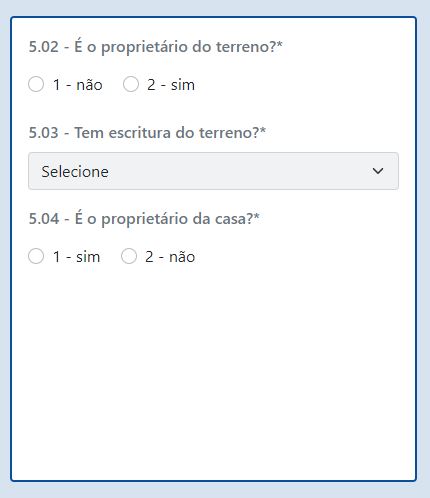 5.02 - É o proprietário do terreno?*
1 - não 2 - sim
5.03 - Tem escritura do terreno?*
Selecione
5.04 - É o proprietário da casa?*
1 - sim 2 - não